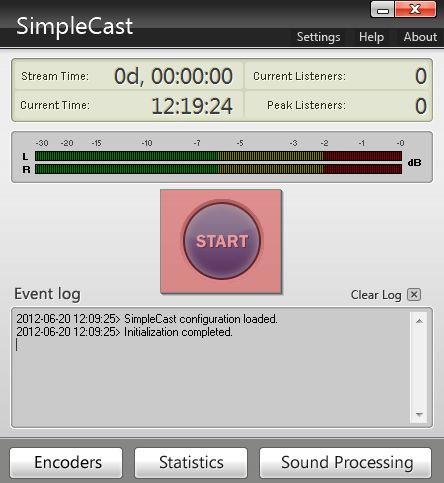 SimpleCast
Settings Help About
Stream Time: 0d, 00:00:00 Current Listeners: 0
Current Time: 12:19:24 Peak Listeners: 0
-30 -20 -15 -10 -7 -5 -3 -2 -1 -0
L
R
dB
START
Event log Clear Log
2012-06-20 12:09:25> SimpleCast configuration loaded.
2012-06-20 12:09:25> Initialization completed.
Encoders Statistics Sound Processing